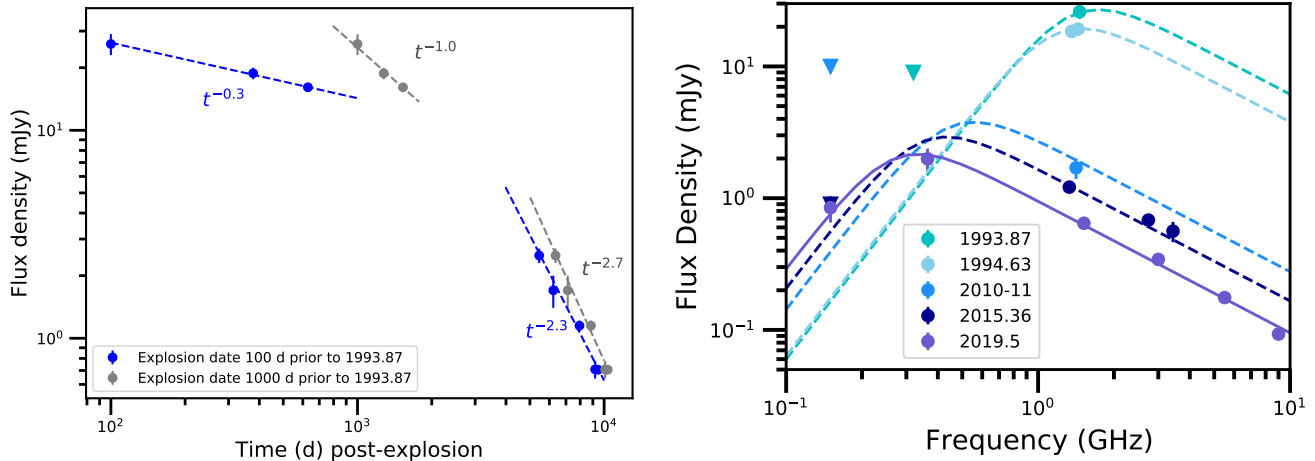 Flux density (mJy)
10¹
10⁰
t⁻⁰·³
t⁻¹·⁰
t⁻²·⁷
t⁻²·³
Explosion date 100 d prior to 1993.87
Explosion date 1000 d prior to 1993.87
10²
10³
10⁴
Time (d) post-explosion
Flux Density (mJy)
10¹
10⁰
10⁻¹
1993.87
1994.63
2010-11
2015.36
2019.5
10⁻¹
10⁰
10¹
Frequency (GHz)